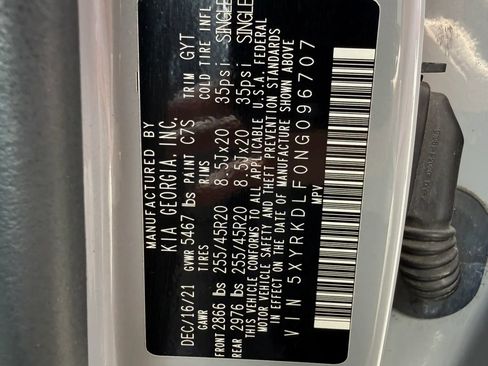 MANUFACTURED BY
KIA GEORGIA, INC.
DEC/16/21 GVWR 5467 lbs PAINT C7S TRIM GYT
GAWR RIMS COLD TIRE INFL
FRONT 2866 lbs 255/45R20 8.5Jx20 35psi SINGLE
REAR 2976 lbs 255/45R20 8.5Jx20 35psi SINGLE
THIS VEHICLE CONFORMS TO ALL APPLICABLE U.S.A. FEDERAL
MOTOR VEHICLE SAFETY AND THEFT PREVENTION STANDARDS
IN EFFECT ON THE DATE OF MANUFACTURE SHOWN ABOVE
VIN 5XYRKDLF0NG096707
MPV